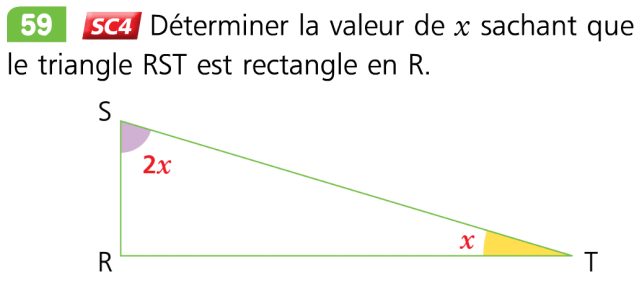 59 SC4 Déterminer la valeur de x sachant que
le triangle RST est rectangle en R.
S
2x
x
R
T